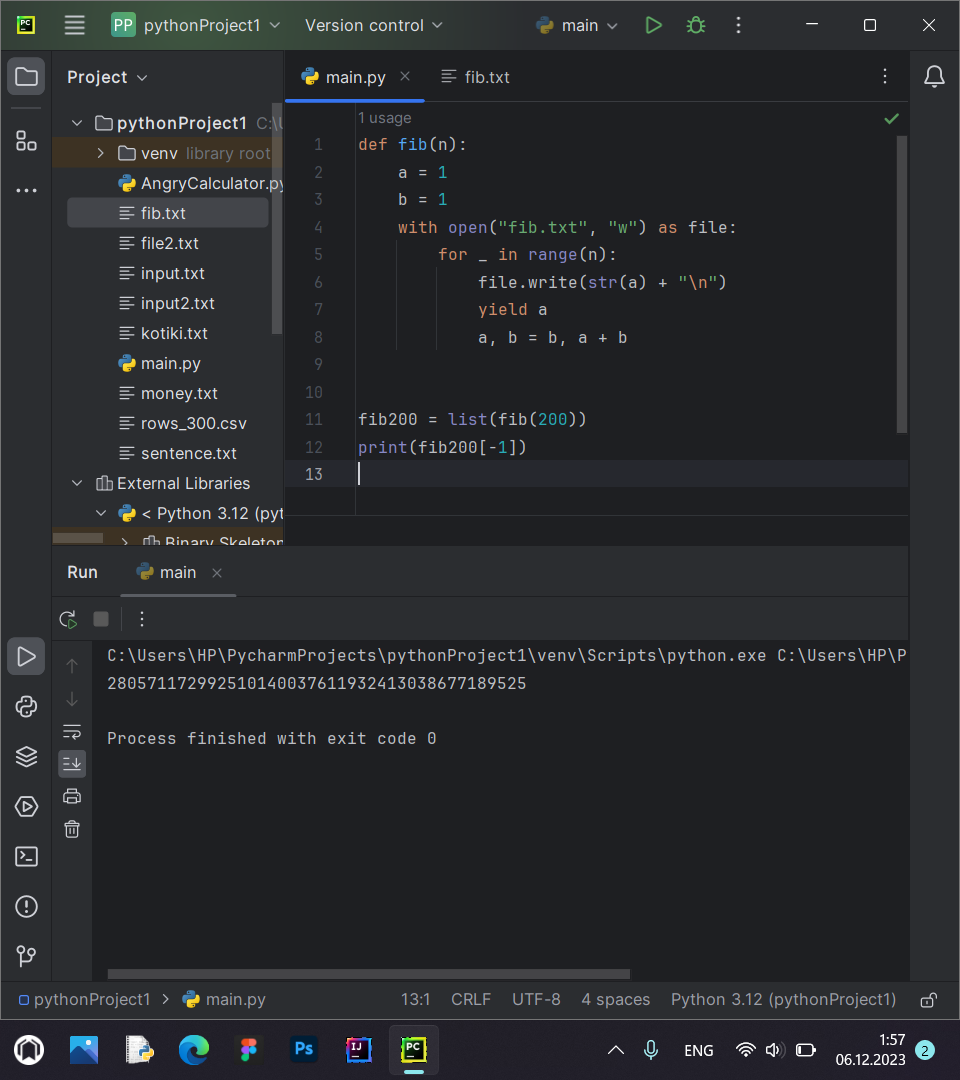 PC PP pythonProject1 Version control main
Project main.py fib.txt
pythonProject1 C:\U
venv library root
AngryCalculator.py
fib.txt
file2.txt
input.txt
input2.txt
kotiki.txt
main.py
money.txt
rows_300.csv
sentence.txt
External Libraries
< Python 3.12 (pyt
Binary Skeleton
1 usage
1 def fib(n):
2 a = 1
3 b = 1
4 with open("fib.txt", "w") as file:
5 for _ in range(n):
6 file.write(str(a) + "\n")
7 yield a
8 a, b = b, a + b
9
10
11 fib200 = list(fib(200))
12 print(fib200[-1])
13
Run main
C:\Users\HP\PycharmProjects\pythonProject1\venv\Scripts\python.exe C:\Users\HP\P
280571172992510140037611932413038677189525
Process finished with exit code 0
pythonProject1 > main.py 13:1 CRLF UTF-8 4 spaces Python 3.12 (pythonProject1)
Ps IJ PC ENG 1:57
06.12.2023 2